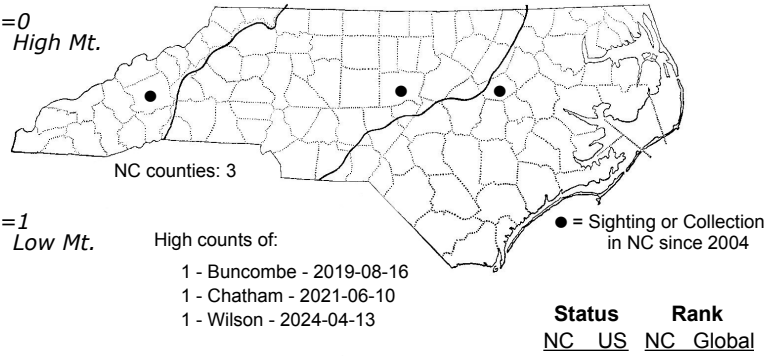 =0
High Mt.
NC counties: 3
=1
Low Mt.
High counts of:
1 - Buncombe - 2019-08-16
1 - Chatham - 2021-06-10
1 - Wilson - 2024-04-13
● = Sighting or Collection
in NC since 2004
Status Rank
NC US NC Global